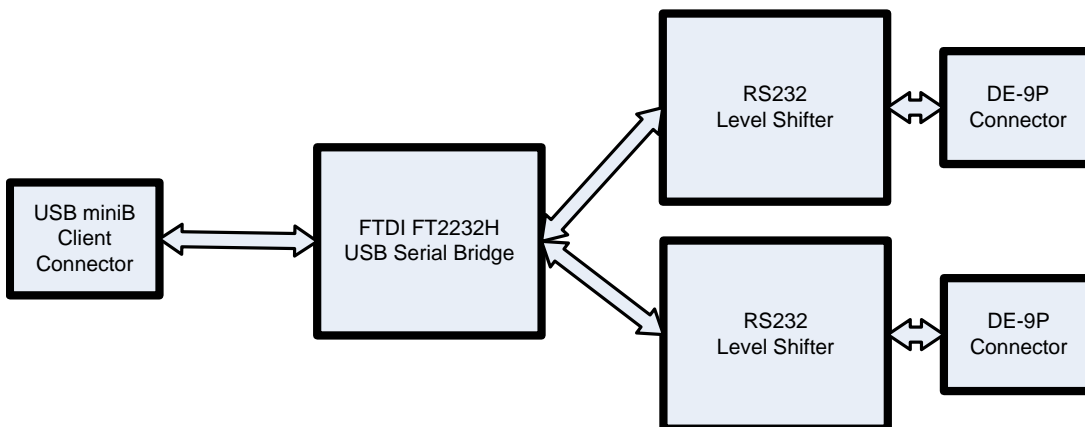 USB miniB
Client
Connector
FTDI FT2232H
USB Serial Bridge
RS232
Level Shifter
DE-9P
Connector
RS232
Level Shifter
DE-9P
Connector